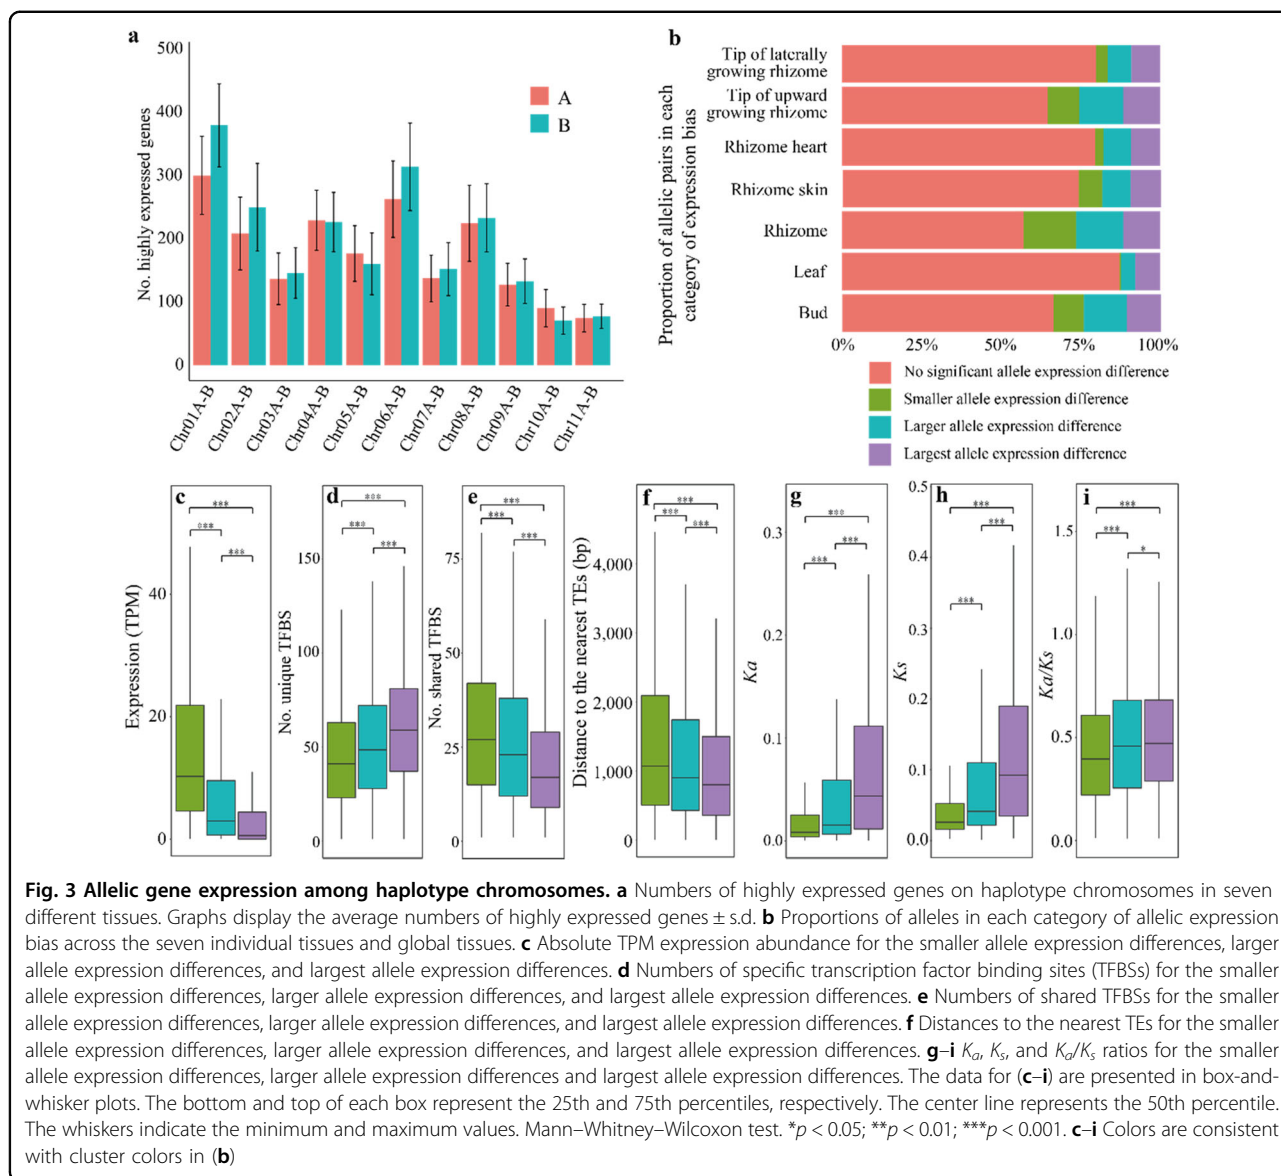 a
500
400
300
200
100
0
No. highly expressed genes
A
B
Chr01A-B
Chr02A-B
Chr03A-B
Chr04A-B
Chr05A-B
Chr06A-B
Chr07A-B
Chr08A-B
Chr09A-B
Chr10A-B
Chr11A-B
b
Proportion of allelic pairs in each
category of expression bias
Tip of laterally
growing rhizome
Tip of upward
growing rhizome
Rhizome heart
Rhizome skin
Rhizome
Leaf
Bud
0% 25% 50% 75% 100%
No significant allele expression difference
Smaller allele expression difference
Larger allele expression difference
Largest allele expression difference
c
Expression (TPM)
40
20
0
***
***
***
d
No. unique TFBS
150
100
50
0
***
***
***
e
No. shared TFBS
75
50
25
0
***
***
***
f
Distance to the nearest TEs (bp)
4,000
3,000
2,000
1,000
0
***
***
***
g
Ka
0.3
0.2
0.1
0.0
***
***
***
h
Ks
0.5
0.4
0.3
0.2
0.1
0.0
***
***
***
i
Ka/Ks
1.5
1.0
0.5
0.0
***
***
*
Fig. 3 Allelic gene expression among haplotype chromosomes. a Numbers of highly expressed genes on haplotype chromosomes in seven
different tissues. Graphs display the average numbers of highly expressed genes ± s.d. b Proportions of alleles in each category of allelic expression
bias across the seven individual tissues and global tissues. c Absolute TPM expression abundance for the smaller allele expression differences, larger
allele expression differences, and largest allele expression differences. d Numbers of specific transcription factor binding sites (TFBSs) for the smaller
allele expression differences, larger allele expression differences, and largest allele expression differences. e Numbers of shared TFBSs for the smaller
allele expression differences, larger allele expression differences, and largest allele expression differences. f Distances to the nearest TEs for the smaller
allele expression differences, larger allele expression differences, and largest allele expression differences. g–i Ka, Ks, and Ka/Ks ratios for the smaller
allele expression differences, larger allele expression differences and largest allele expression differences. The data for (c–i) are presented in box-and-
whisker plots. The bottom and top of each box represent the 25th and 75th percentiles, respectively. The center line represents the 50th percentile.
The whiskers indicate the minimum and maximum values. Mann–Whitney–Wilcoxon test. *p < 0.05; **p < 0.01; ***p < 0.001. c–i Colors are consistent
with cluster colors in (b)